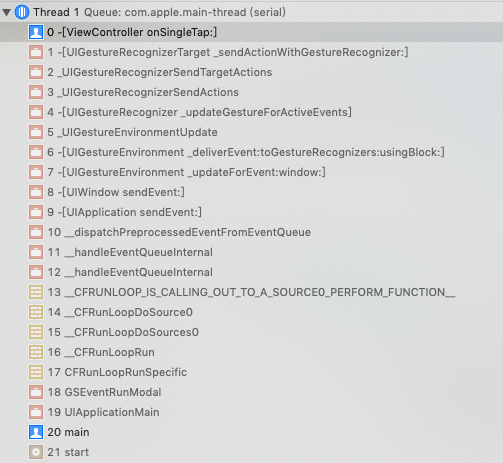 Thread 1 Queue: com.apple.main-thread (serial)
0 -[ViewController onSingleTap:]
1 -[UIGestureRecognizerTarget _sendActionWithGestureRecognizer:]
2 _UIGestureRecognizerSendTargetActions
3 _UIGestureRecognizerSendActions
4 -[UIGestureRecognizer _updateGestureForActiveEvents]
5 _UIGestureEnvironmentUpdate
6 -[UIGestureEnvironment _deliverEvent:toGestureRecognizers:usingBlock:]
7 -[UIGestureEnvironment _updateForEvent:window:]
8 -[UIWindow sendEvent:]
9 -[UIApplication sendEvent:]
10 __dispatchPreprocessedEventFromEventQueue
11 __handleEventQueueInternal
12 __handleEventQueueInternal
13 __CFRUNLOOP_IS_CALLING_OUT_TO_A_SOURCE0_PERFORM_FUNCTION__
14 __CFRunLoopDoSource0
15 __CFRunLoopDoSources0
16 __CFRunLoopRun
17 CFRunLoopRunSpecific
18 GSEventRunModal
19 UIApplicationMain
20 main
21 start